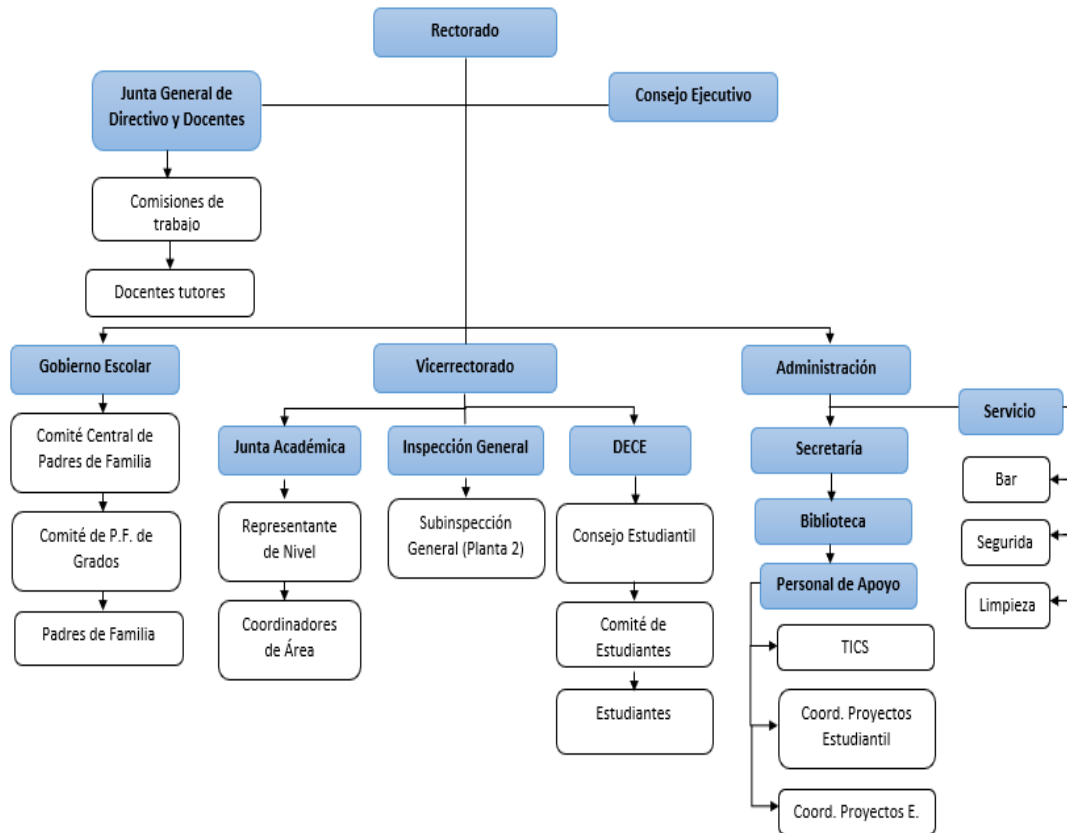 Rectorado
Junta General de
Directivo y Docentes
Consejo Ejecutivo
Comisiones de
trabajo
Docentes tutores
Gobierno Escolar
Vicerrectorado
Administración
Comité Central de
Padres de Familia
Comité de P.F. de
Grados
Padres de Familia
Junta Académica
Representante
de Nivel
Coordinadores
de Área
Inspección General
Subinspección
General (Planta 2)
DECE
Consejo Estudiantil
Comité de
Estudiantes
Estudiantes
Secretaría
Biblioteca
Personal de Apoyo
TICS
Coord. Proyectos
Estudiantil
Coord. Proyectos E.
Servicio
Bar
Segurida
Limpieza